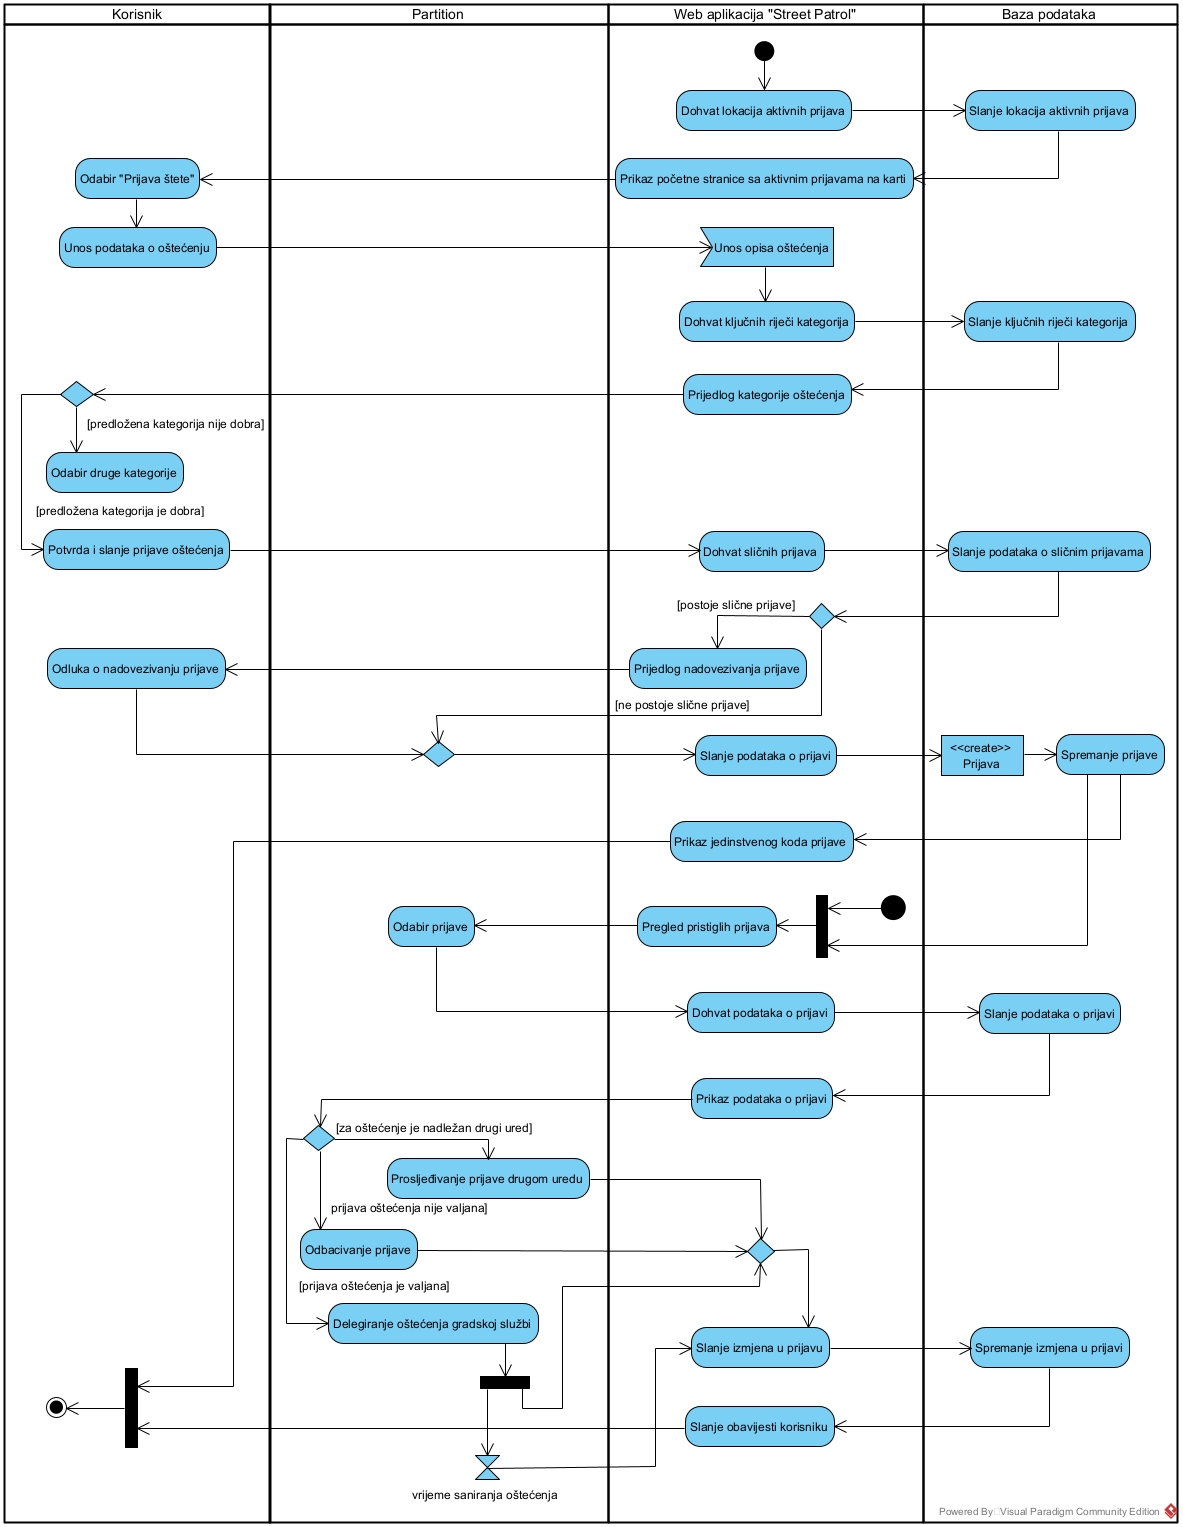 Korisnik
Partition
Web aplikacija "Street Patrol"
Baza podataka
Dohvat lokacija aktivnih prijava
Slanje lokacija aktivnih prijava
Odabir "Prijava štete"
Prikaz početne stranice sa aktivnim prijavama na karti
Unos podataka o oštećenju
Unos opisa oštećenja
Dohvat ključnih riječi kategorija
Slanje ključnih riječi kategorija
Prijedlog kategorije oštećenja
[predložena kategorija nije dobra]
Odabir druge kategorije
[predložena kategorija je dobra]
Potvrda i slanje prijave oštećenja
Dohvat sličnih prijava
Slanje podataka o sličnim prijavama
[postoje slične prijave]
Odluka o nadovezivanju prijave
Prijedlog nadovezivanja prijave
[ne postoje slične prijave]
Slanje podataka o prijavi
<<create>>
Prijava
Spremanje prijave
Prikaz jedinstvenog koda prijave
Odabir prijave
Pregled pristiglih prijava
Dohvat podataka o prijavi
Slanje podataka o prijavi
Prikaz podataka o prijavi
[za oštećenje je nadležan drugi ured]
Prosljeđivanje prijave drugom uredu
prijava oštećenja nije valjana]
Odbacivanje prijave
[prijava oštećenja je valjana]
Delegiranje oštećenja gradskoj službi
Slanje izmjena u prijavu
Spremanje izmjena u prijavi
Slanje obavijesti korisniku
vrijeme saniranja oštećenja
Powered By Visual Paradigm Community Edition